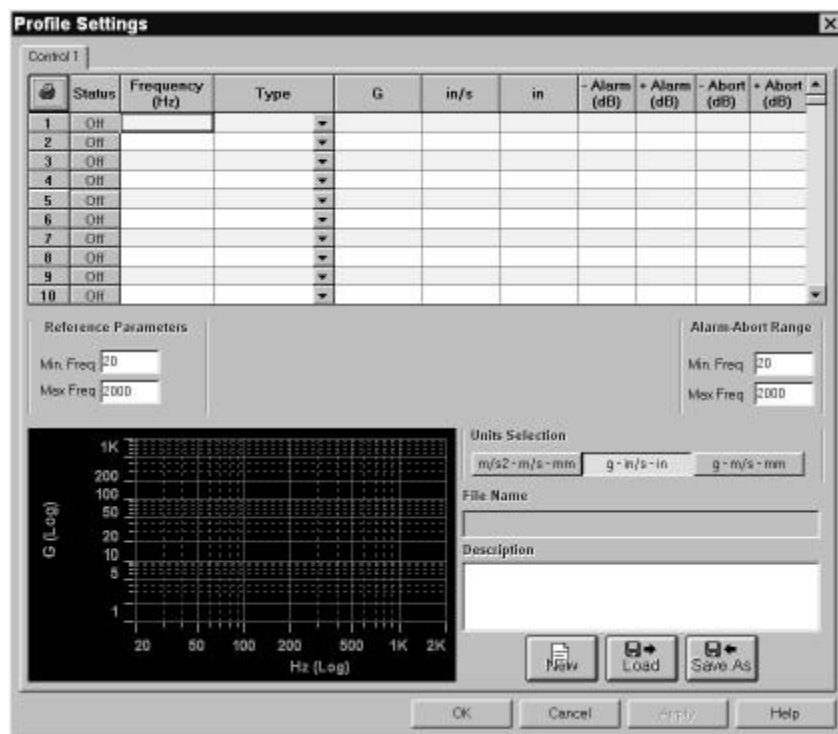 Profile Settings
Control 1
Status Frequency (Hz) Type G in/s in - Alarm (dB) + Alarm (dB) - Abort (dB) + Abort (dB)
1 Off
2 Off
3 Off
4 Off
5 Off
6 Off
7 Off
8 Off
9 Off
10 Off
Reference Parameters
Min. Freq 20
Max Freq 2000
Alarm-Abort Range
Min. Freq 20
Max Freq 2000
G (Log)
1K
200
100
50
20
10
5
1
20 50 100 200 500 1K 2K
Hz (Log)
Units Selection
m/s2 - m/s - mm g - in/s - in g - m/s - mm
File Name
Description
New Load Save As
OK Cancel Apply Help